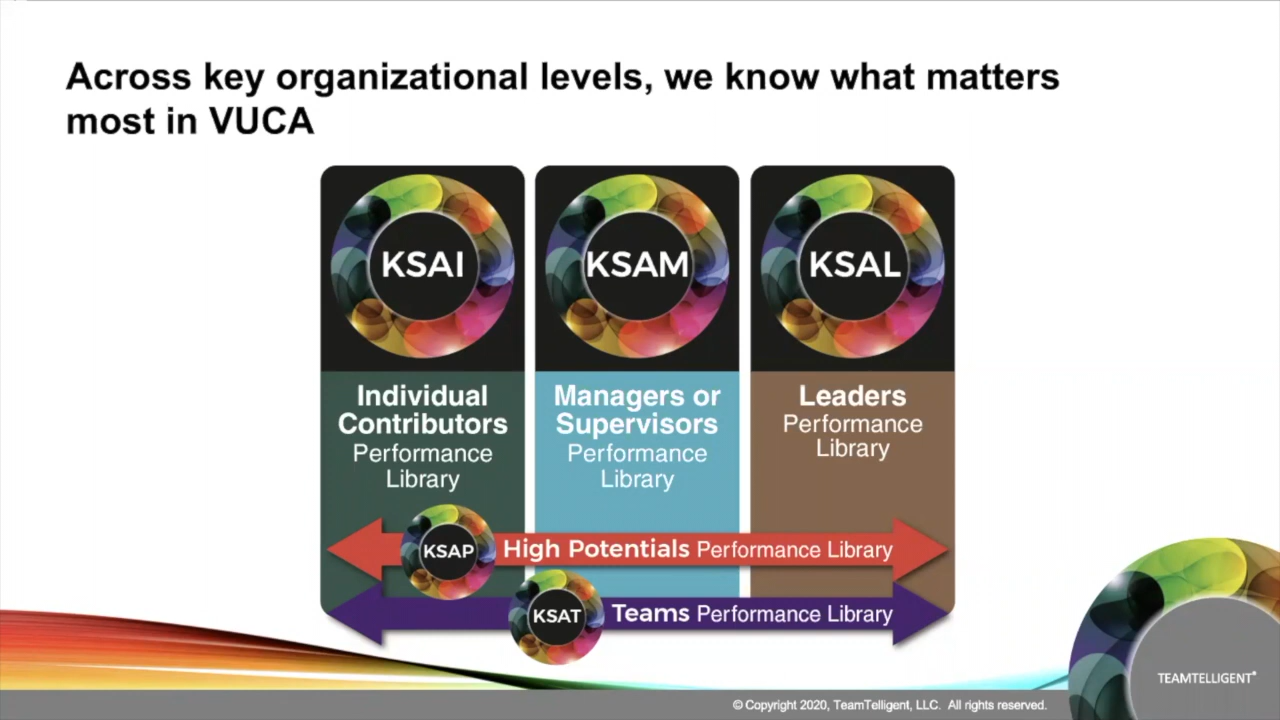 Across key organizational levels, we know what matters
most in VUCA
KSAI
KSAM
KSAL
Individual
Contributors
Performance
Library
Managers or
Supervisors
Performance
Library
Leaders
Performance
Library
KSAP
High Potentials Performance Library
KSAT
Teams Performance Library
TEAMTELLIGENT®
© Copyright 2020, TeamTelligent, LLC. All rights reserved.